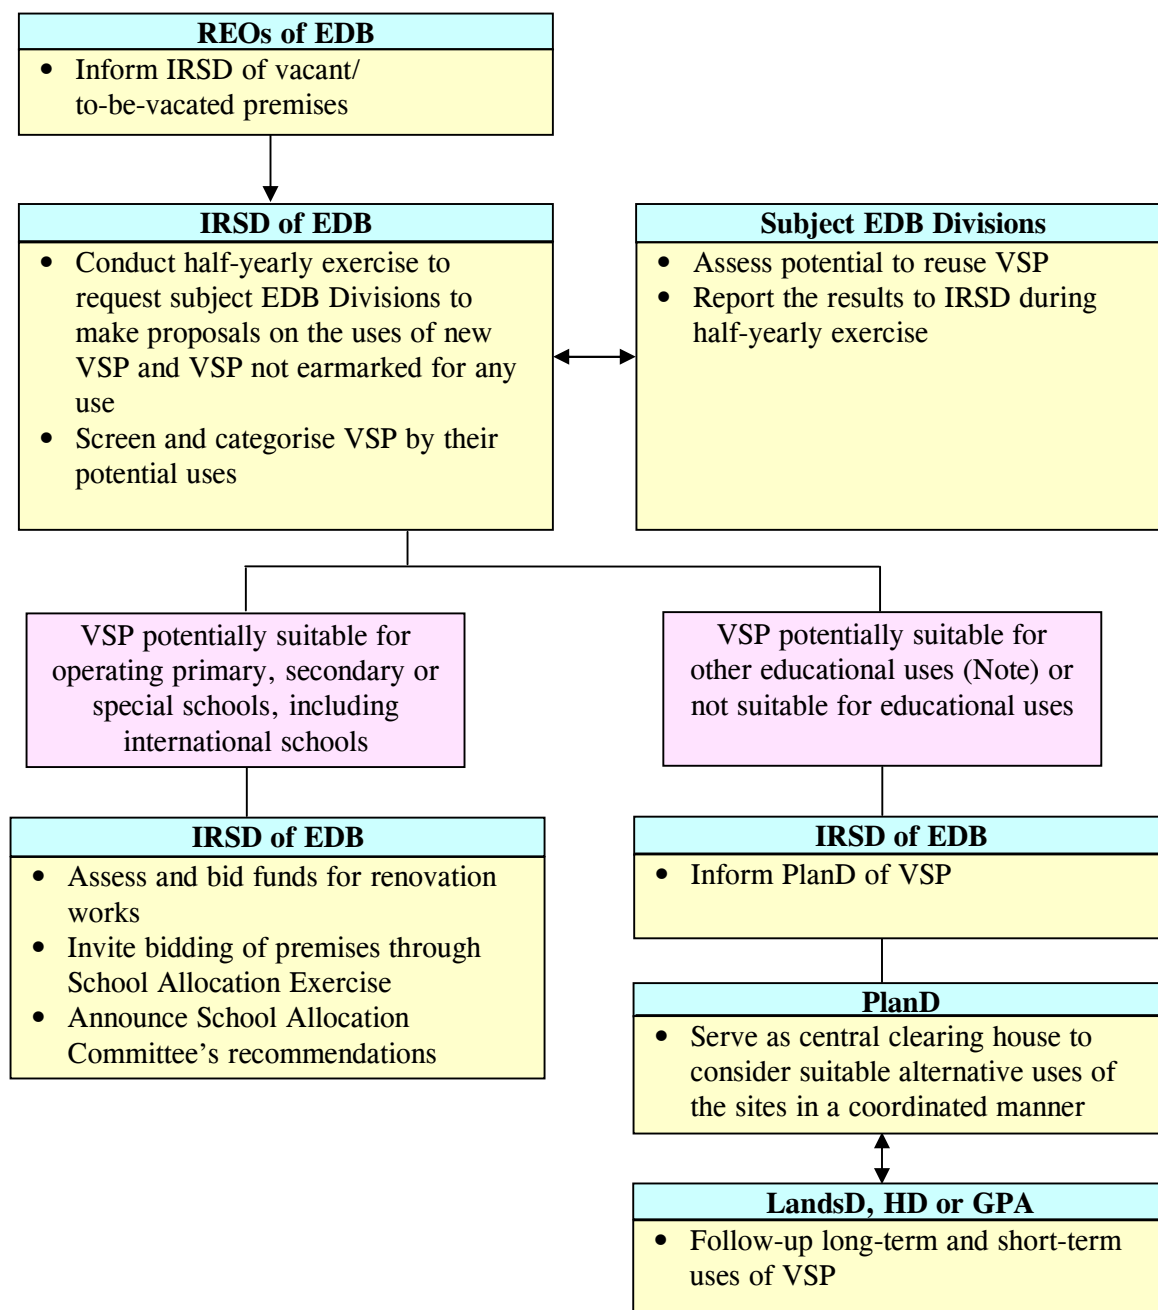 REOs of EDB
• Inform IRSD of vacant/
to-be-vacated premises
IRSD of EDB
• Conduct half-yearly exercise to
request subject EDB Divisions to
make proposals on the uses of new
VSP and VSP not earmarked for any
use
• Screen and categorise VSP by their
potential uses
Subject EDB Divisions
• Assess potential to reuse VSP
• Report the results to IRSD during
half-yearly exercise
VSP potentially suitable for
operating primary, secondary or
special schools, including
international schools
VSP potentially suitable for
other educational uses (Note) or
not suitable for educational uses
IRSD of EDB
• Assess and bid funds for renovation
works
• Invite bidding of premises through
School Allocation Exercise
• Announce School Allocation
Committee's recommendations
IRSD of EDB
• Inform PlanD of VSP
PlanD
• Serve as central clearing house to
consider suitable alternative uses of
the sites in a coordinated manner
LandsD, HD or GPA
• Follow-up long-term and short-term
uses of VSP